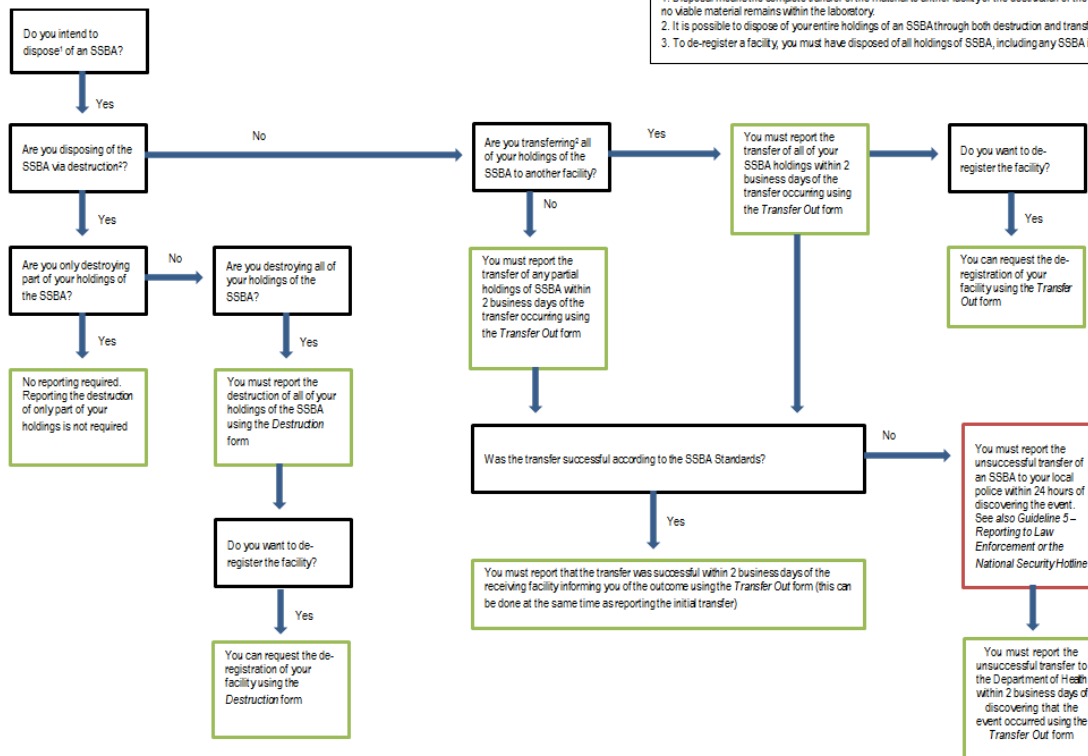 no viable material remains within the laboratory.
2. It is possible to dispose of your entire holdings of an SSBA through both destruction and transf
3. To de-register a facility, you must have disposed of all holdings of SSBA, including any SSBA i
Do you intend to
dispose¹ of an SSBA?
Yes
Are you disposing of the
SSBA via destruction²?
No
Are you transferring² all
of your holdings of the
SSBA to another facility?
Yes
You must report the
transfer of all of your
SSBA holdings within 2
business days of the
transfer occurring using
the Transfer Out form
Do you want to de-
register the facility?
Yes
No
Yes
Are you only destroying
part of your holdings of
the SSBA?
No
Are you destroying all of
your holdings of the
SSBA?
You must report the
transfer of any partial
holdings of SSBA within
2 business days of the
transfer occurring using
the Transfer Out form
You can request the de-
registration of your
facility using the Transfer
Out form
Yes
Yes
No reporting required.
Reporting the destruction
of only part of your
holdings is not required
You must report the
destruction of all of your
holdings of the SSBA
using the Destruction
form
Was the transfer successful according to the SSBA Standards?
No
You must report the
unsuccessful transfer of
an SSBA to your local
police within 24 hours of
discovering the event.
See also Guideline 5 –
Reporting to Law
Enforcement or the
National Security Hotline
Yes
Do you want to de-
register the facility?
You must report that the transfer was successful within 2 business days of the
receiving facility informing you of the outcome using the Transfer Out form (this can
be done at the same time as reporting the initial transfer)
Yes
You can request the de-
registration of your
facility using the
Destruction form
You must report the
unsuccessful transfer to
the Department of Health
within 2 business days of
discovering that the
event occurred using the
Transfer Out form